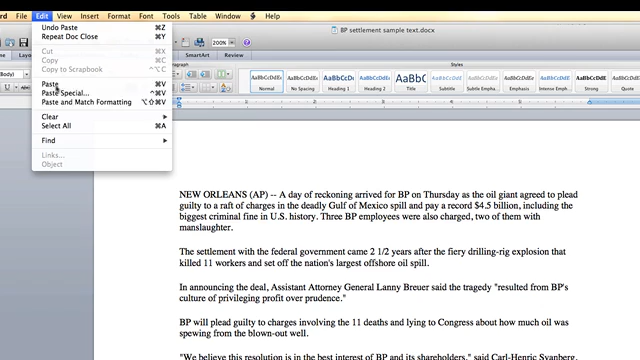 File Edit View Insert Format Font Tools Table Window Help
BP settlement sample text.docx
Undo Paste ⌘Z
Repeat Doc Close ⌘Y
Cut ⌘X
Copy ⌘C
Copy to Scrapbook ^⌥C
Paste ⌘V
Paste Special... ^⌘V
Paste and Match Formatting ⌥⇧⌘V
Clear
Select All ⌘A
Find
Links...
Object
200%
SmartArt Review
Paragraph Styles
AaBbCcDdEe AaBbCcDdEe AaBbCcDc AaBbCcDd AaBbC
Normal No Spacing Heading 1 Heading 2 Title Subtitle Strong
NEW ORLEANS (AP) -- A day of reckoning arrived for BP on Thursday as the oil giant agreed to plead
guilty to a raft of charges in the deadly Gulf of Mexico spill and pay a record $4.5 billion, including the
biggest criminal fine in U.S. history. Three BP employees were also charged, two of them with
manslaughter.
The settlement with the federal government came 2 1/2 years after the fiery drilling-rig explosion that
killed 11 workers and set off the nation's largest offshore oil spill.
In announcing the deal, Assistant Attorney General Lanny Breuer said the tragedy "resulted from BP's
culture of privileging profit over prudence."
BP will plead guilty to charges involving the 11 deaths and lying to Congress about how much oil was
spewing from the blown-out well.
"We believe this resolution is in the best interest of BP and its shareholders," said Carl-Henric Svanberg,